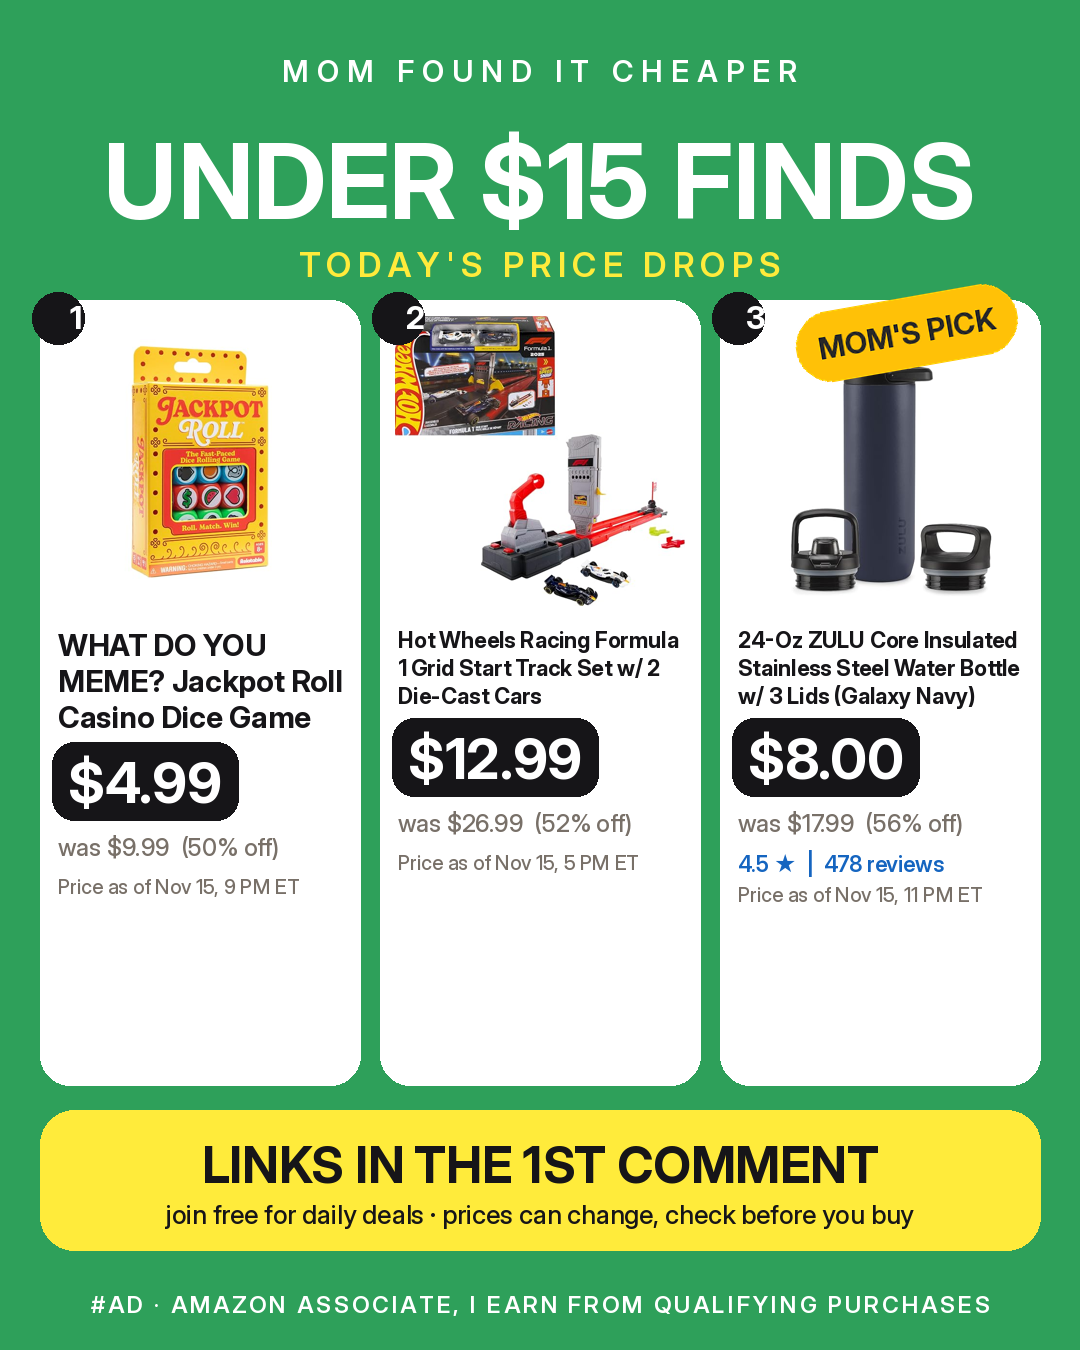 MOM FOUND IT CHEAPER
UNDER $15 FINDS
TODAY'S PRICE DROPS
1
JACKPOT
ROLL
The Fast-Paced
Dice Rolling Game
Roll. Match. Win!
WHAT DO YOU
MEME? Jackpot Roll
Casino Dice Game
$4.99
was $9.99 (50% off)
Price as of Nov 15, 9 PM ET
2
Formula 1
2025
RACING
Hot Wheels Racing Formula
1 Grid Start Track Set w/ 2
Die-Cast Cars
$12.99
was $26.99 (52% off)
Price as of Nov 15, 5 PM ET
3
MOM'S PICK
ZULU
24-Oz ZULU Core Insulated
Stainless Steel Water Bottle
w/ 3 Lids (Galaxy Navy)
$8.00
was $17.99 (56% off)
4.5 ★ | 478 reviews
Price as of Nov 15, 11 PM ET
LINKS IN THE 1ST COMMENT
join free for daily deals · prices can change, check before you buy
#AD · AMAZON ASSOCIATE, I EARN FROM QUALIFYING PURCHASES